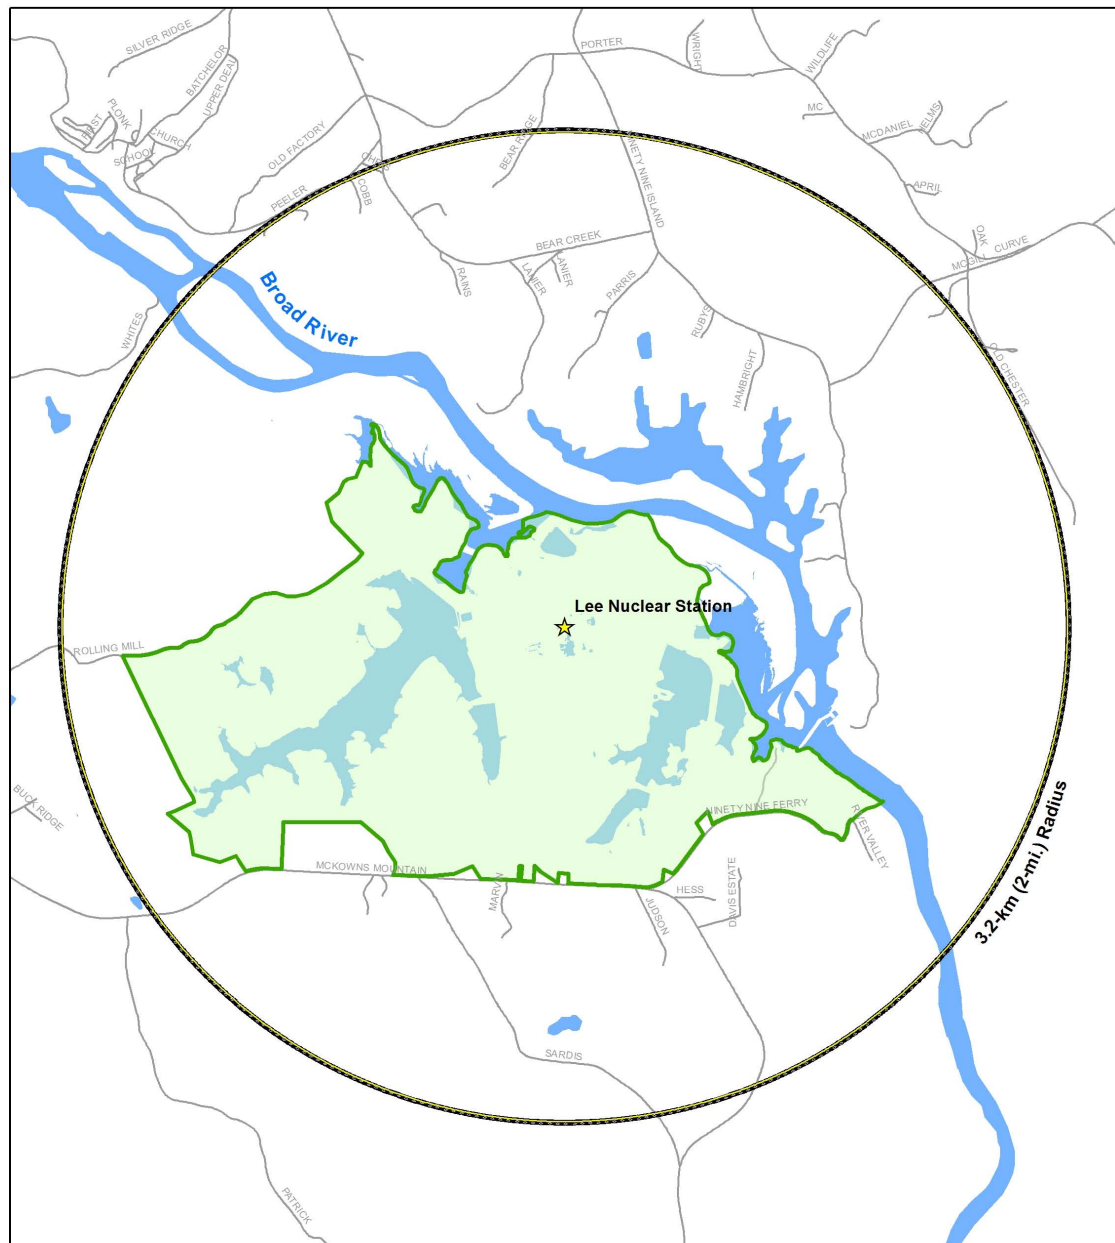 SILVER RIDGE
BATCHELOR
UPPER DEAL
PORTER
WRIGHT
WILDLIFE
PLONK
FIRST
CHURCH
SCHOOL
OLD FACTORY
CHES
COBB
PEELER
BEAR RIDGE
NINETY NINE ISLAND
MC
MCDANIEL
ELMS
APRIL
OAK
CURVE
MCGILL
BEAR CREEK
LANIER
LANIER
RAINS
PARRIS
RUBYS
HAMBRIGHT
OLD CHESTER
WHITES
Broad River
Lee Nuclear Station
ROLLING MILL
BUCK RIDGE
NINETY NINE FERRY
RIVER VALLEY
MCKOWNS MOUNTAIN
MARVIN
HESS
JUDSON
DAVIS ESTATE
3.2-km (2-mi.) Radius
SARDIS
PATRICK